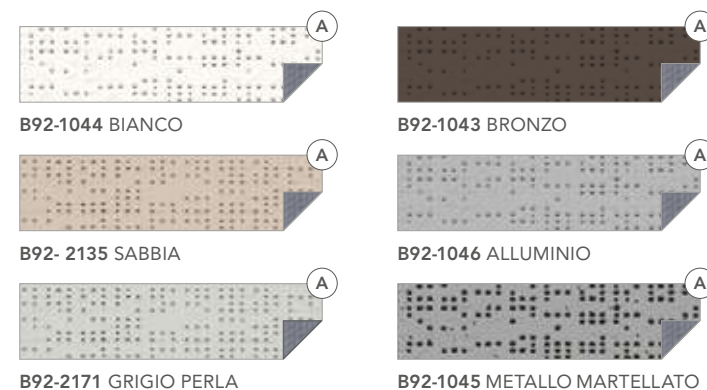 A
A
B92-1044 BIANCO
B92-1043 BRONZO
A
A
B92- 2135 SABBIA
B92-1046 ALLUMINIO
A
A
B92-2171 GRIGIO PERLA
B92-1045 METALLO MARTELLATO